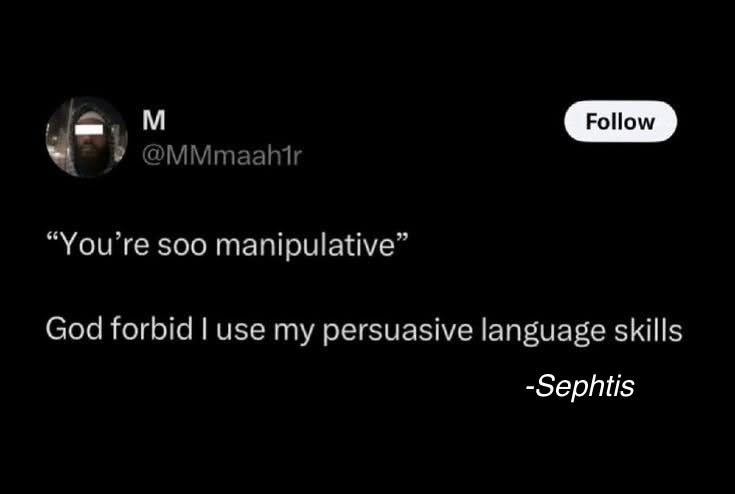 M
Follow
@MMmaah1r
“You’re soo manipulative”
God forbid I use my persuasive language skills
-Sephtis